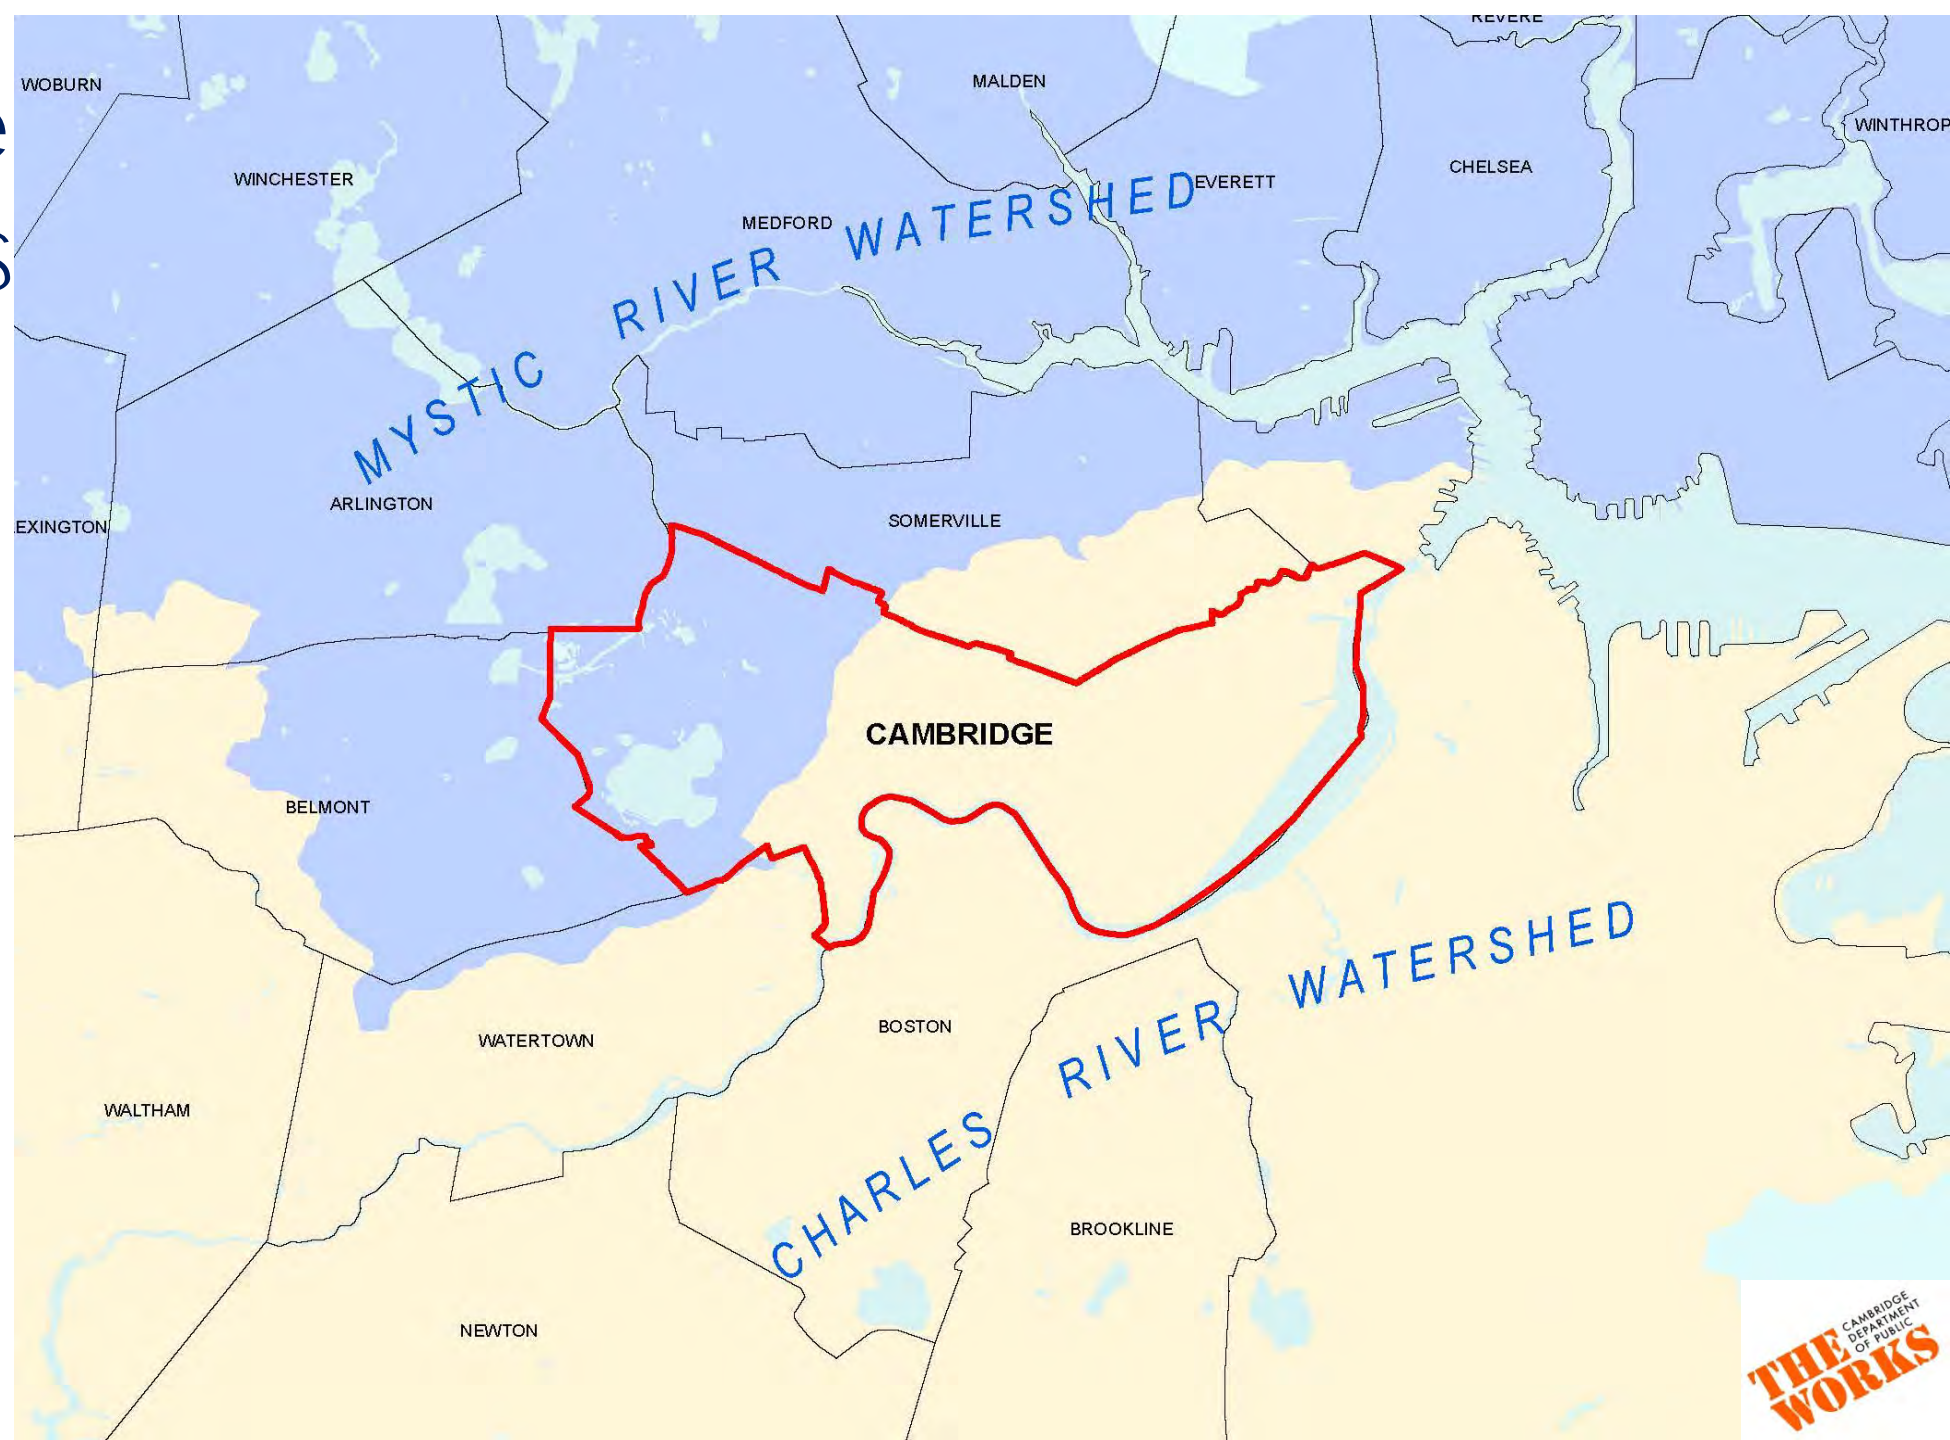 REVERE
WOBURN
MALDEN
e
WINTHROP
CHELSEA
WINCHESTER
EVERETT
MEDFORD
s
MYSTIC RIVER WATERSHED
ARLINGTON
EXINGTON
SOMERVILLE
CAMBRIDGE
BELMONT
CHARLES RIVER WATERSHED
BOSTON
WATERTOWN
WALTHAM
BROOKLINE
NEWTON
THE WORKS
CAMBRIDGE
DEPARTMENT
OF PUBLIC